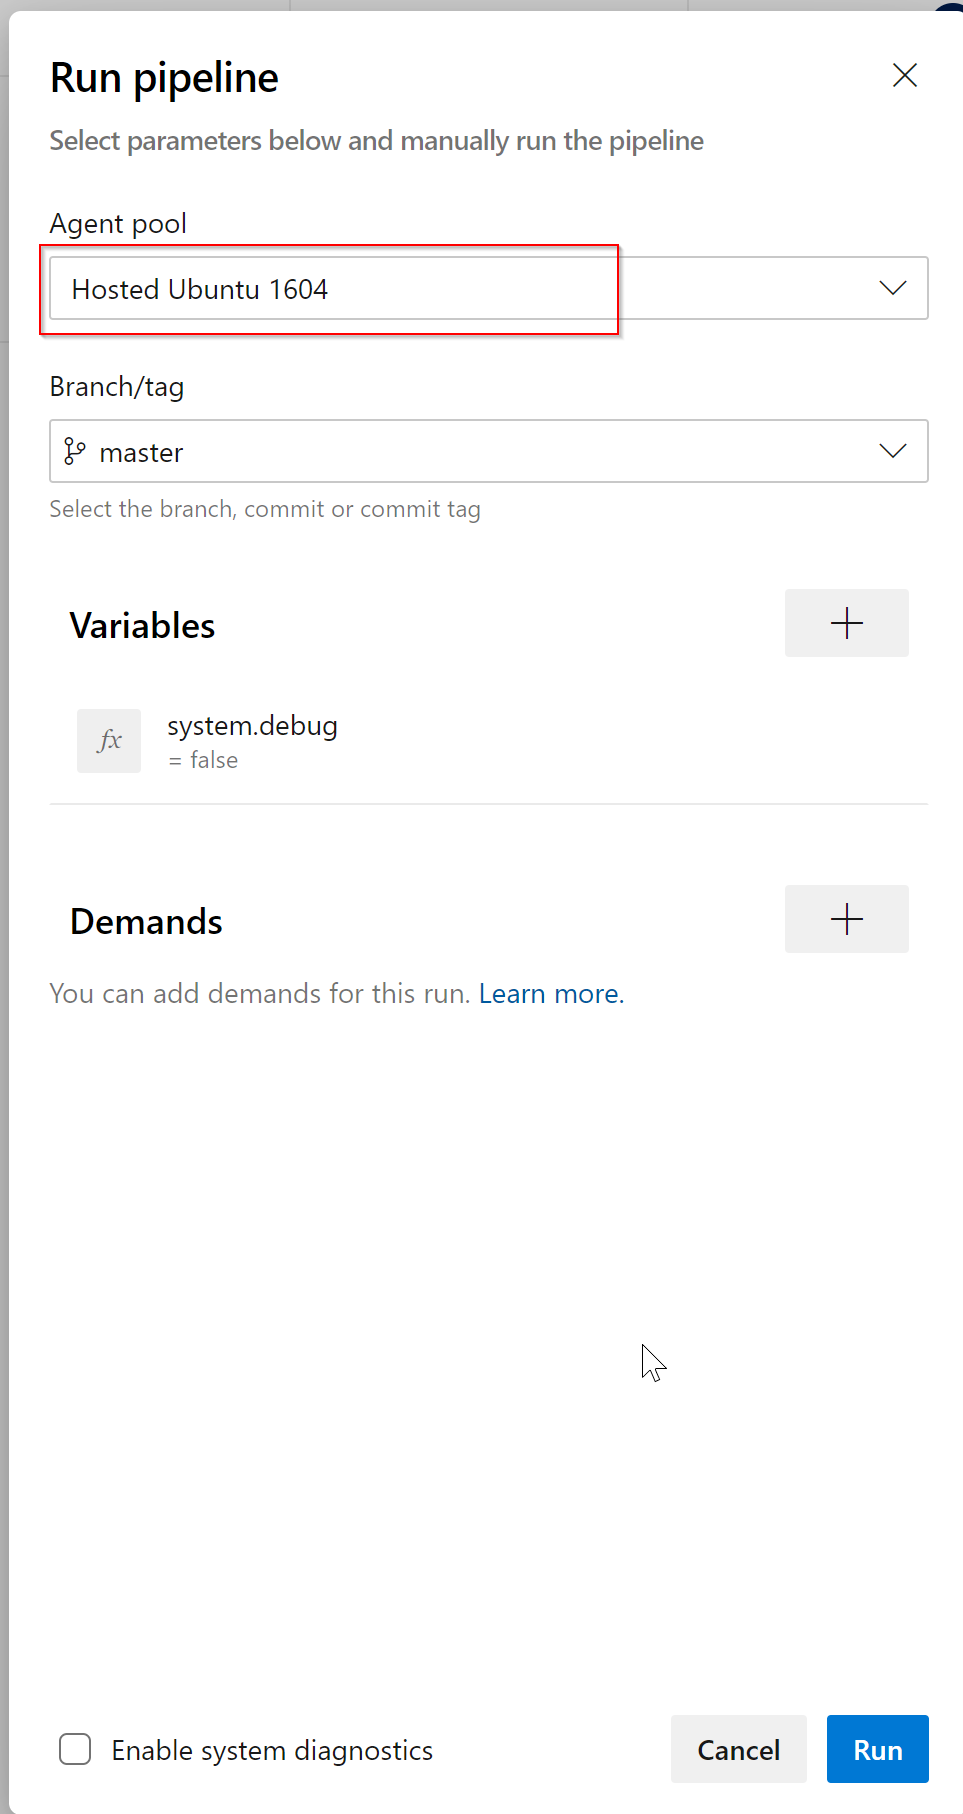 Run pipeline
Select parameters below and manually run the pipeline
Agent pool
Hosted Ubuntu 1604
Branch/tag
master
Select the branch, commit or commit tag
Variables
fx
system.debug
= false
Demands
You can add demands for this run. Learn more.
Enable system diagnostics
Cancel
Run